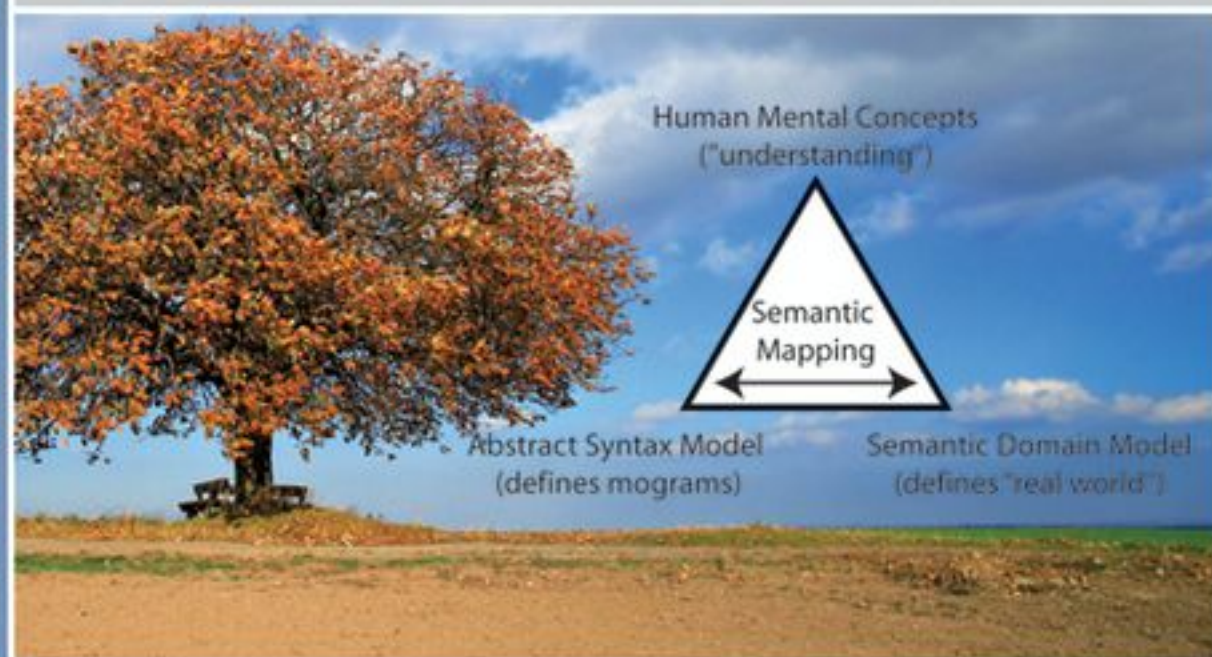 Human Mental Concepts
("understanding")
Semantic
Mapping
Abstract Syntax Model
(defines mograms)
Semantic Domain Model
(defines "real world")